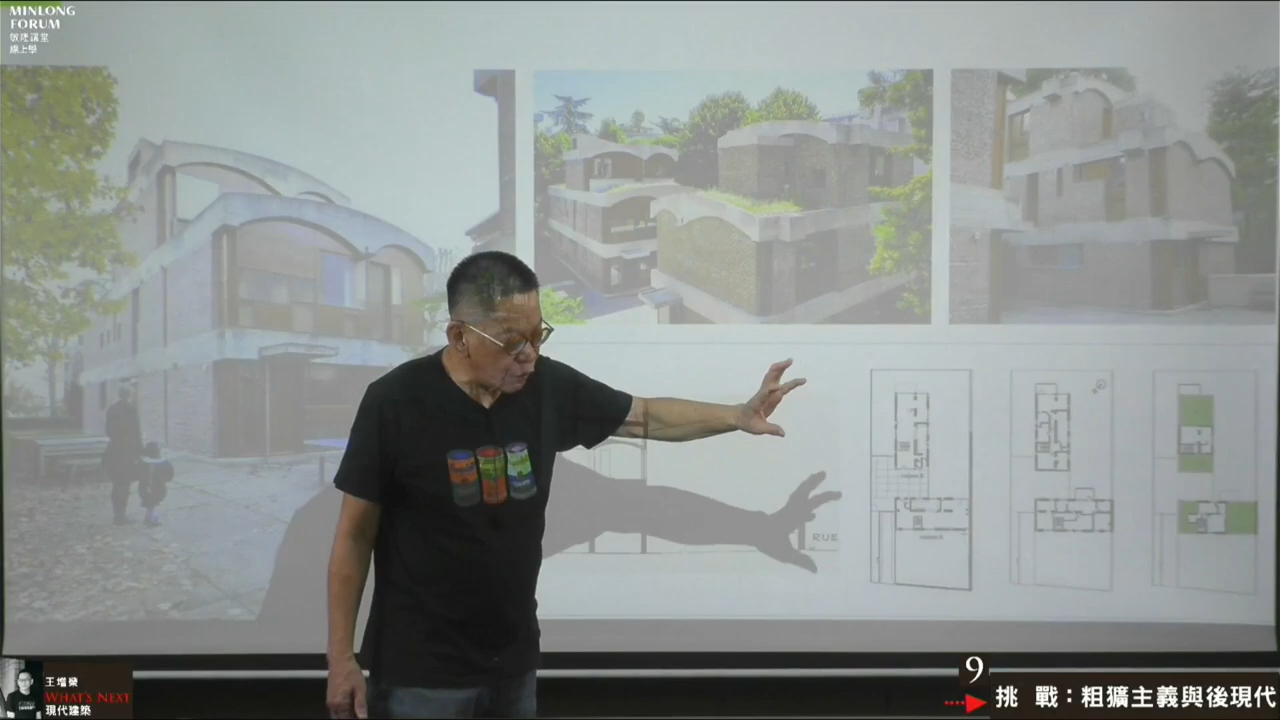 MINLONG
FORUM
敏隆講堂
線上學
RUE
王增榮
WHAT'S NEXT
現代建築
9
挑 戰：粗獷主義與後現代